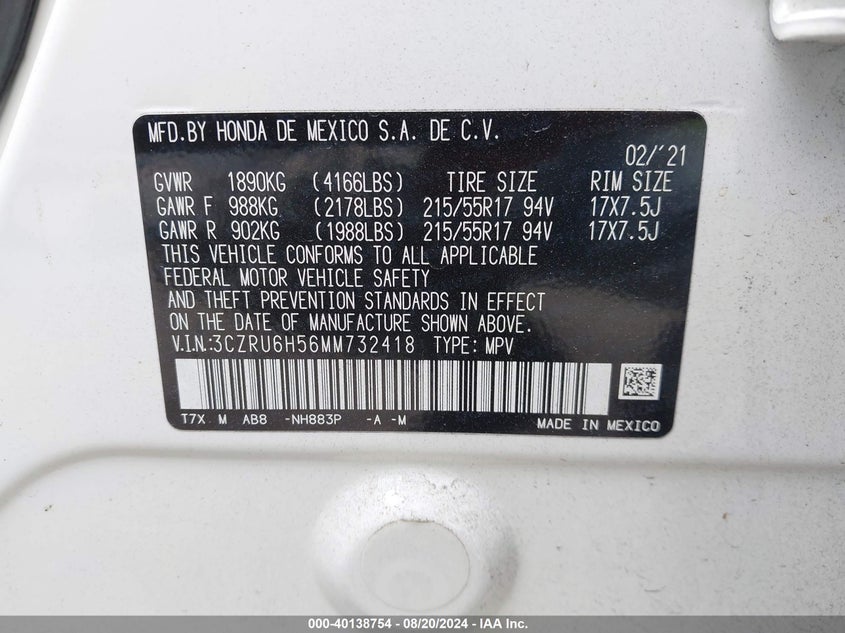 MFD.BY HONDA DE MEXICO S.A. DE C.V.
02/'21
GVWR 1890KG (4166LBS) TIRE SIZE RIM SIZE
GAWR F 988KG (2178LBS) 215/55R17 94V 17X7.5J
GAWR R 902KG (1988LBS) 215/55R17 94V 17X7.5J
THIS VEHICLE CONFORMS TO ALL APPLICABLE
FEDERAL MOTOR VEHICLE SAFETY
AND THEFT PREVENTION STANDARDS IN EFFECT
ON THE DATE OF MANUFACTURE SHOWN ABOVE.
V.I.N.:3CZRU6H56MM732418 TYPE: MPV
T7X M AB8 -NH883P -A -M
MADE IN MEXICO
000-40138754 - 08/20/2024 - IAA Inc.